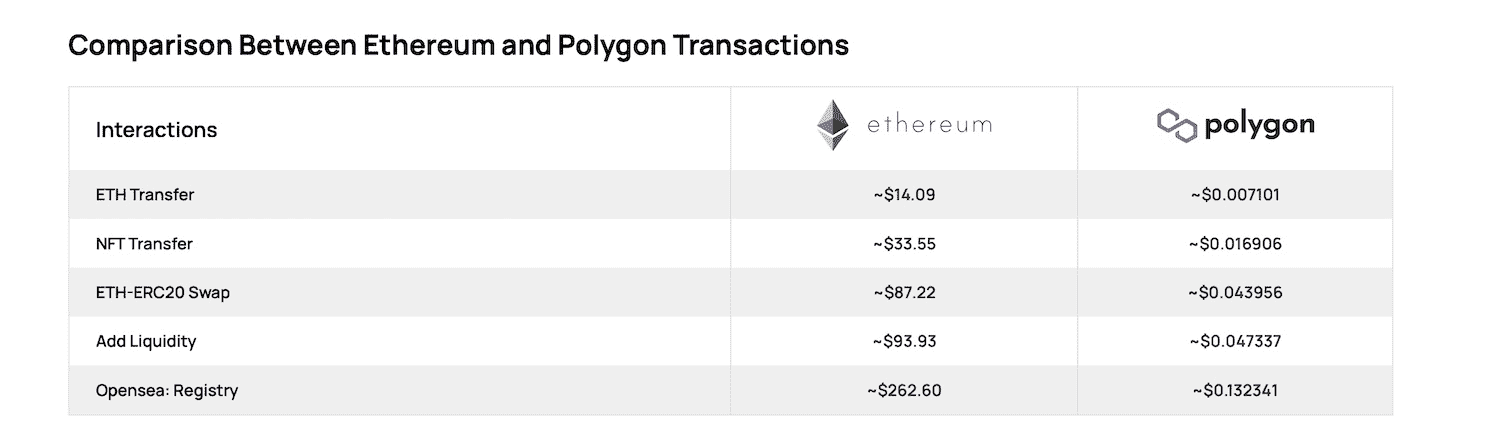 Comparison Between Ethereum and Polygon Transactions
Interactions ethereum polygon
ETH Transfer ~$14.09 ~$0.007101
NFT Transfer ~$33.55 ~$0.016906
ETH-ERC20 Swap ~$87.22 ~$0.043956
Add Liquidity ~$93.93 ~$0.047337
Opensea: Registry ~$262.60 ~$0.132341